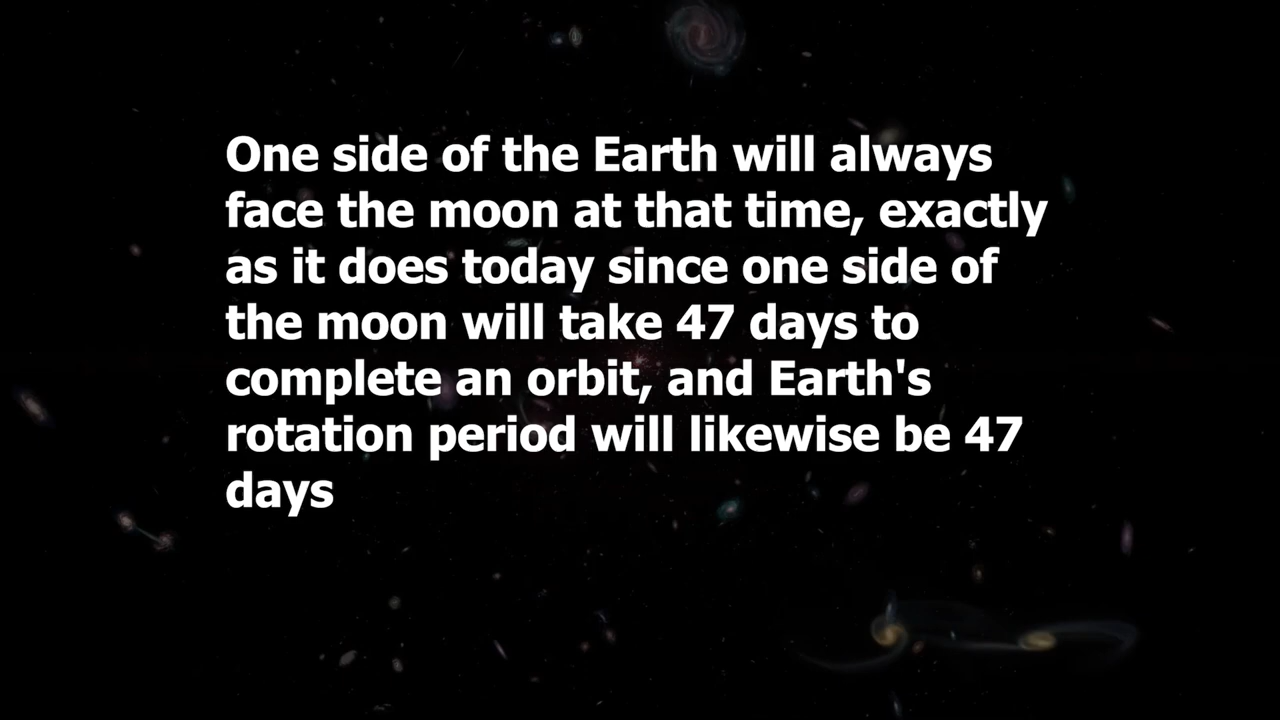 One side of the Earth will always
face the moon at that time, exactly
as it does today since one side of
the moon will take 47 days to
complete an orbit, and Earth's
rotation period will likewise be 47
days